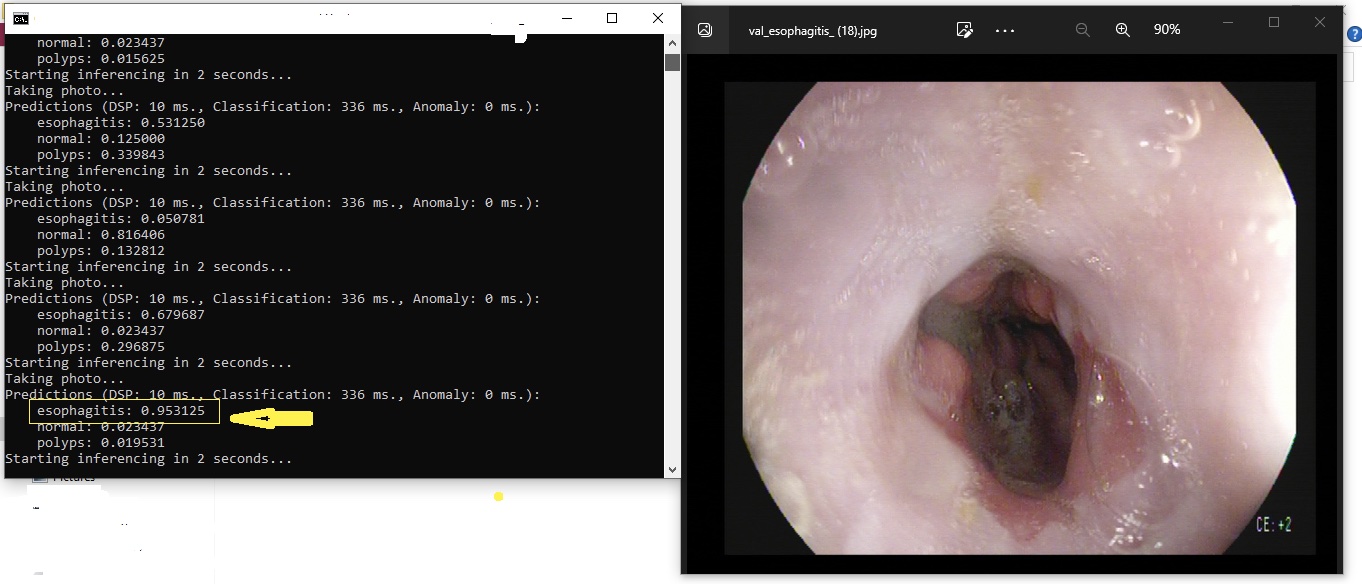 C:\.
normal: 0.023437
polyps: 0.015625
Starting inferencing in 2 seconds...
Taking photo...
Predictions (DSP: 10 ms., Classification: 336 ms., Anomaly: 0 ms.):
esophagitis: 0.531250
normal: 0.125000
polyps: 0.339843
Starting inferencing in 2 seconds...
Taking photo...
Predictions (DSP: 10 ms., Classification: 336 ms., Anomaly: 0 ms.):
esophagitis: 0.050781
normal: 0.816406
polyps: 0.132812
Starting inferencing in 2 seconds...
Taking photo...
Predictions (DSP: 10 ms., Classification: 336 ms., Anomaly: 0 ms.):
esophagitis: 0.679687
normal: 0.023437
polyps: 0.296875
Starting inferencing in 2 seconds...
Taking photo...
Predictions (DSP: 10 ms., Classification: 336 ms., Anomaly: 0 ms.):
esophagitis: 0.953125
normal: 0.023437
polyps: 0.019531
Starting inferencing in 2 seconds...
Pictures
val_esophagitis_ (18).jpg
90%
?
CE:+2